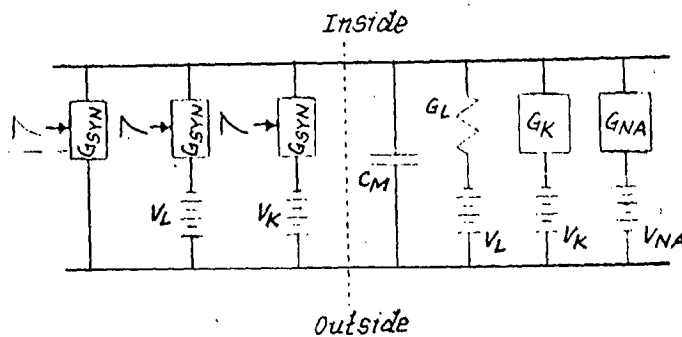 Inside
GSYN
GSYN
GSYN
VL
VK
CM
GL
VL
GK
VK
GNA
VNA
Outside